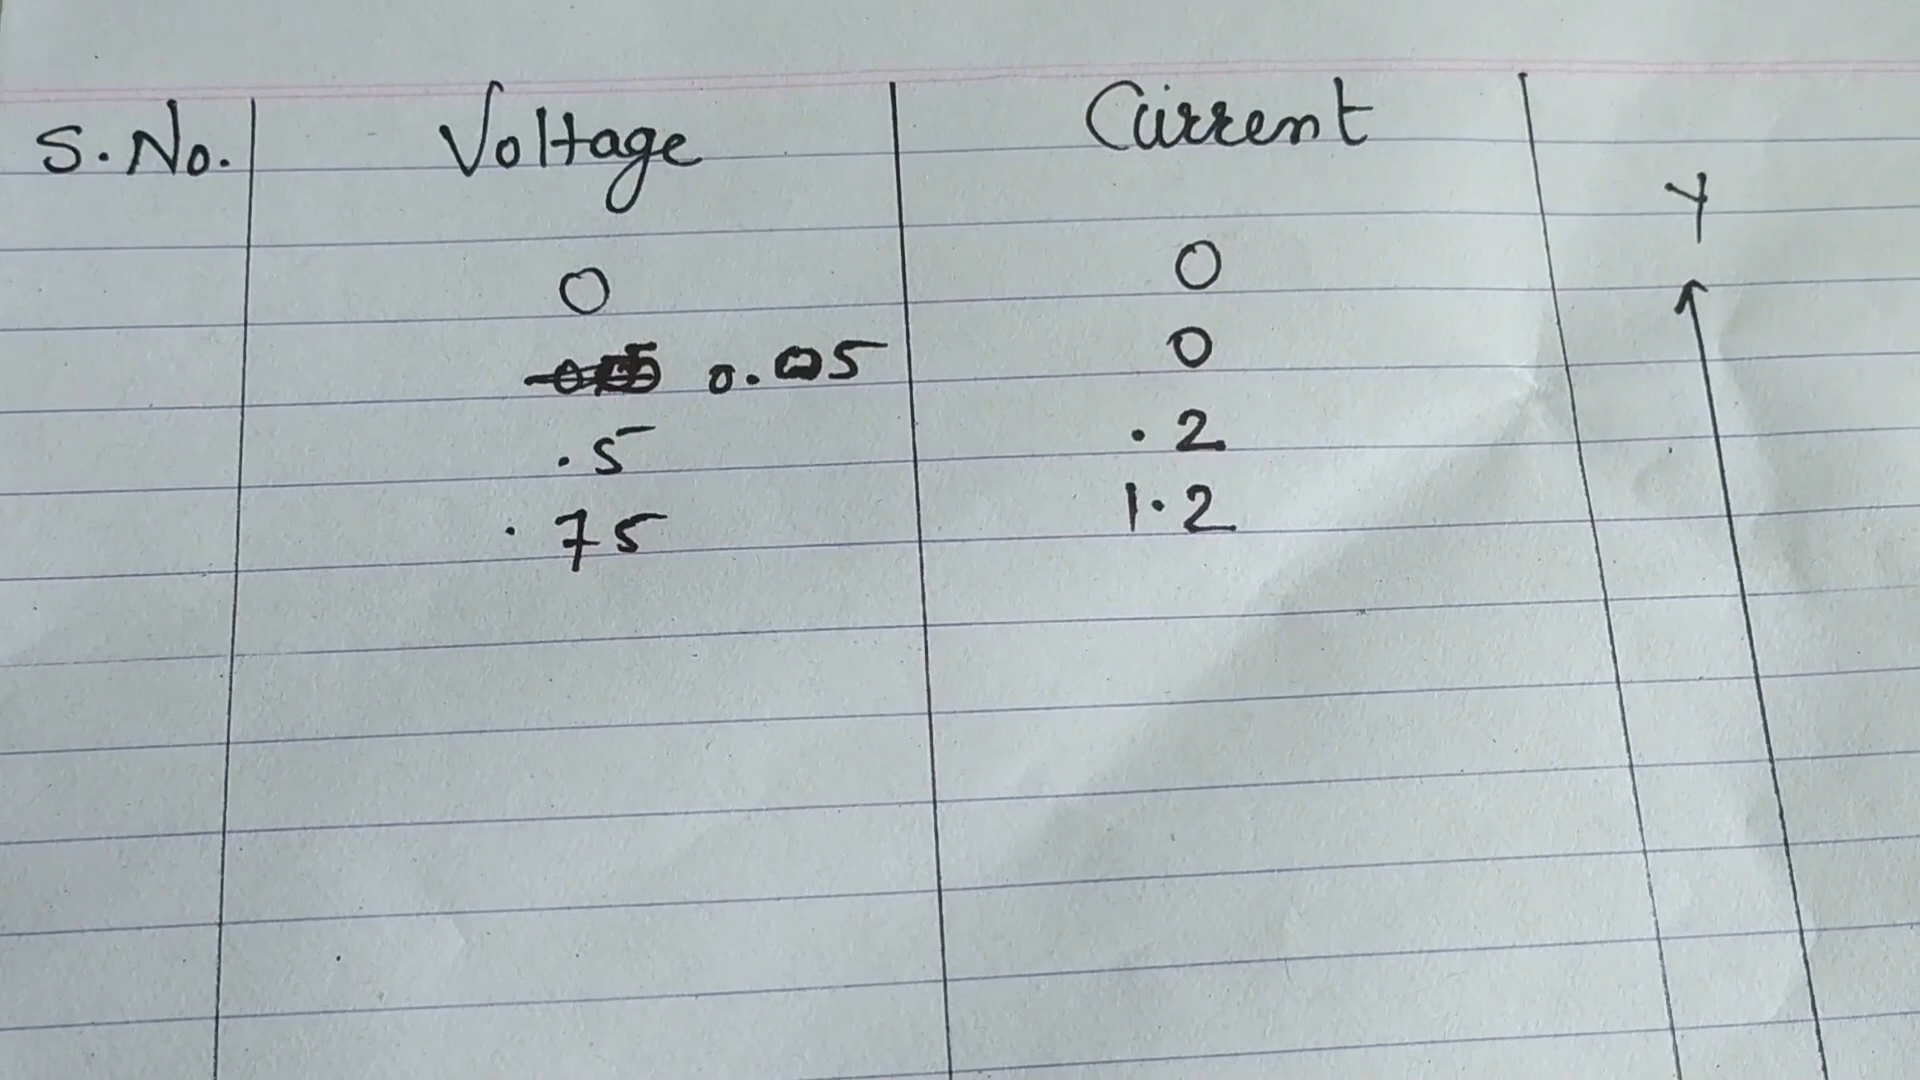 S.No. Voltage Current
Y
0 0
0.05 0
.5 .2
.75 1.2